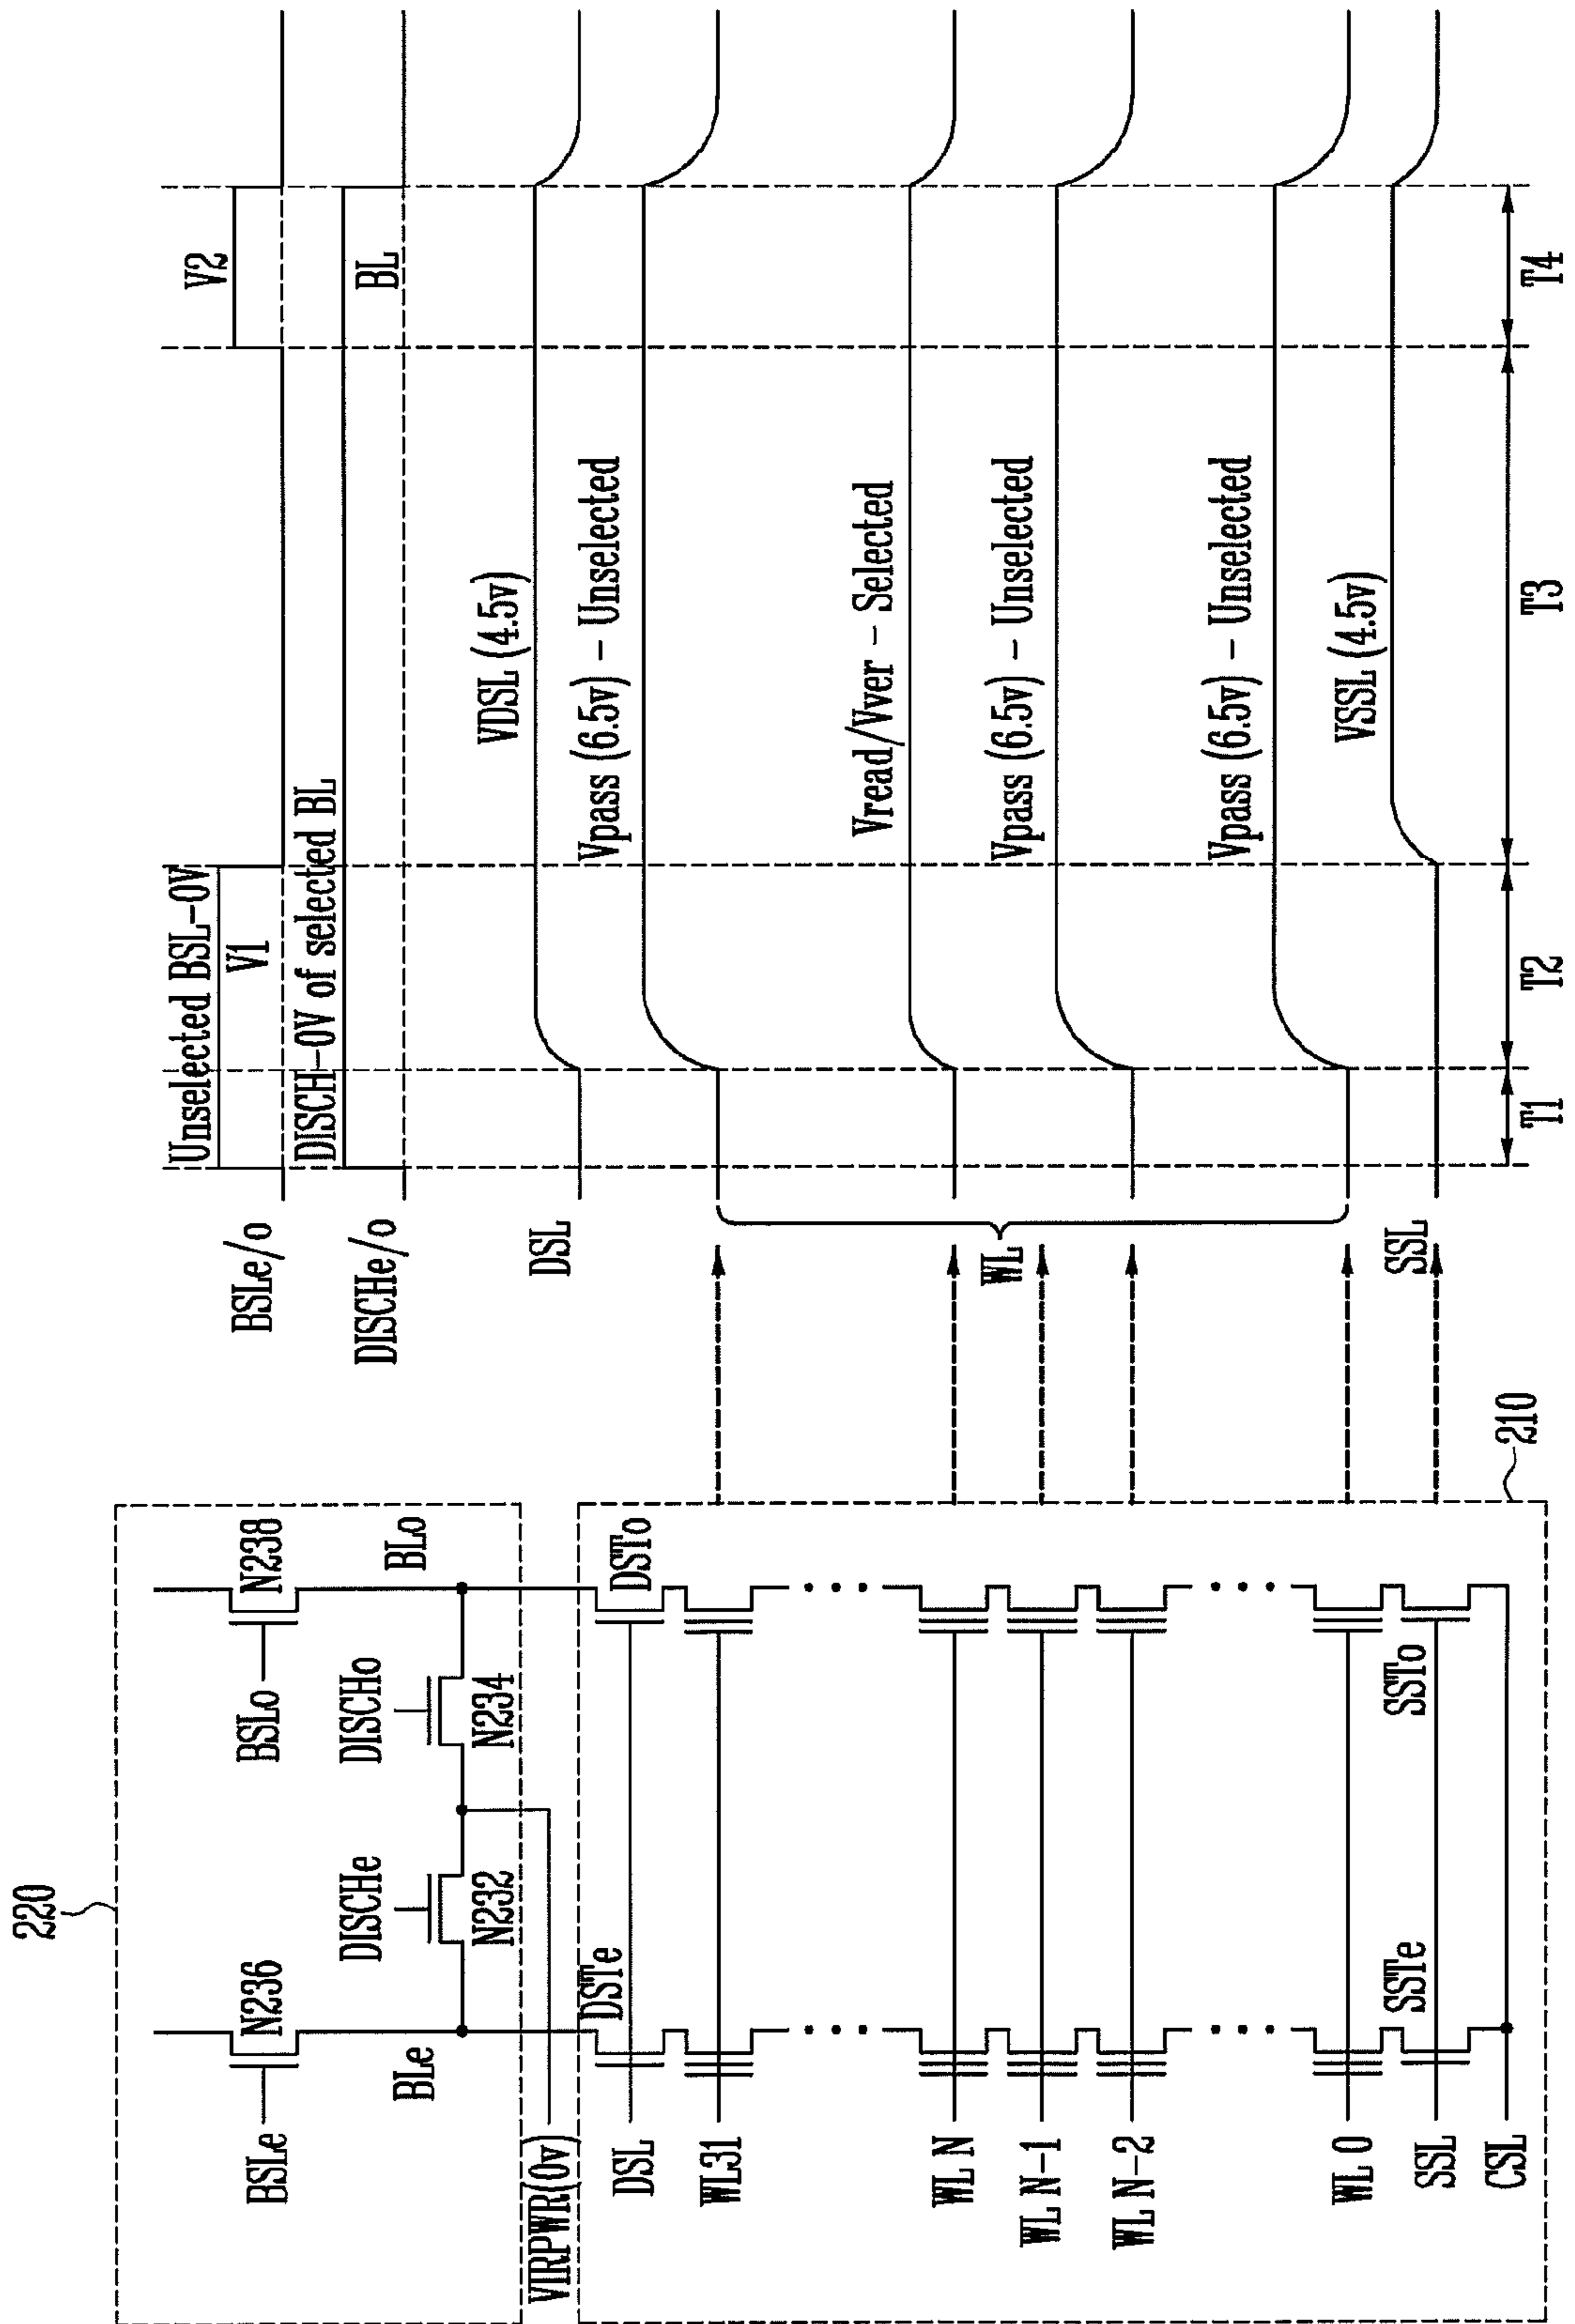 220
BSLe
N236
BLe
BSLo
N238
BLo
DISCHe
N232
DISCHo
N234
VIRPWR(0v)
DSTe
DSTo
DSL
WL31
WL N
WL N-1
WL N-2
WL 0
SSTe
SSTo
SSL
CSL
210
BSLe/o
Unselected BSL-0V
V1
V2
DISCHe/o
DISCH-0V of selected BL
BL
DSL
VDSL (4.5v)
Vpass (6.5v) - Unselected
WL
Vread/Vver - Selected
Vpass (6.5v) - Unselected
Vpass (6.5v) - Unselected
SSL
VSSL (4.5v)
T1
T2
T3
T4